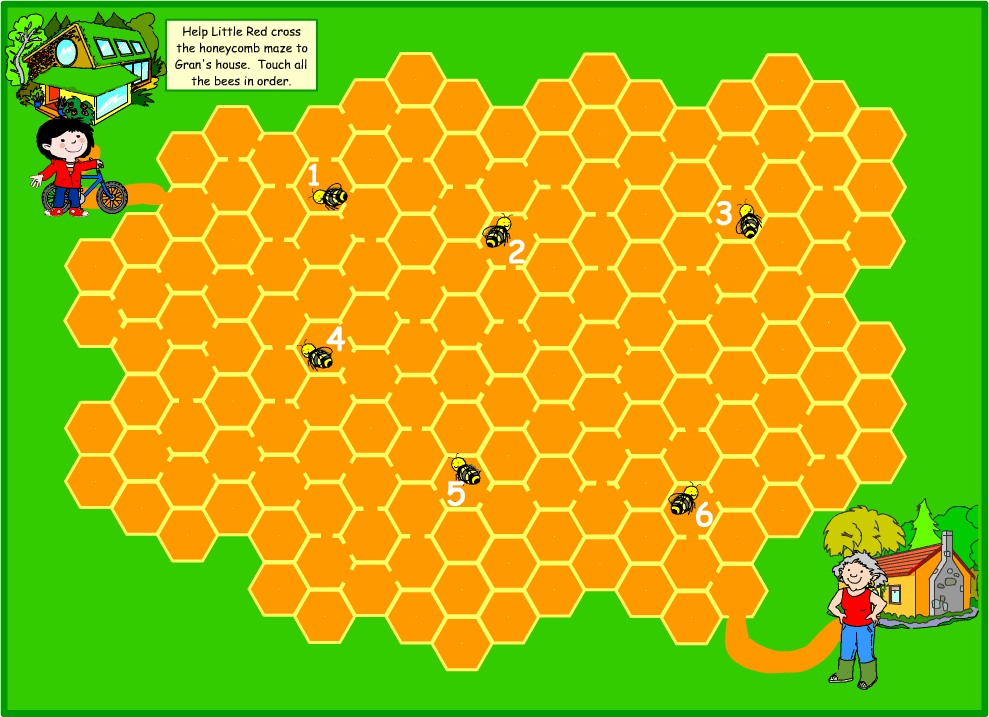 Help Little Red cross
the honeycomb maze to
Gran's house.  Touch all
the bees in order.
1
2
3
4
5
6